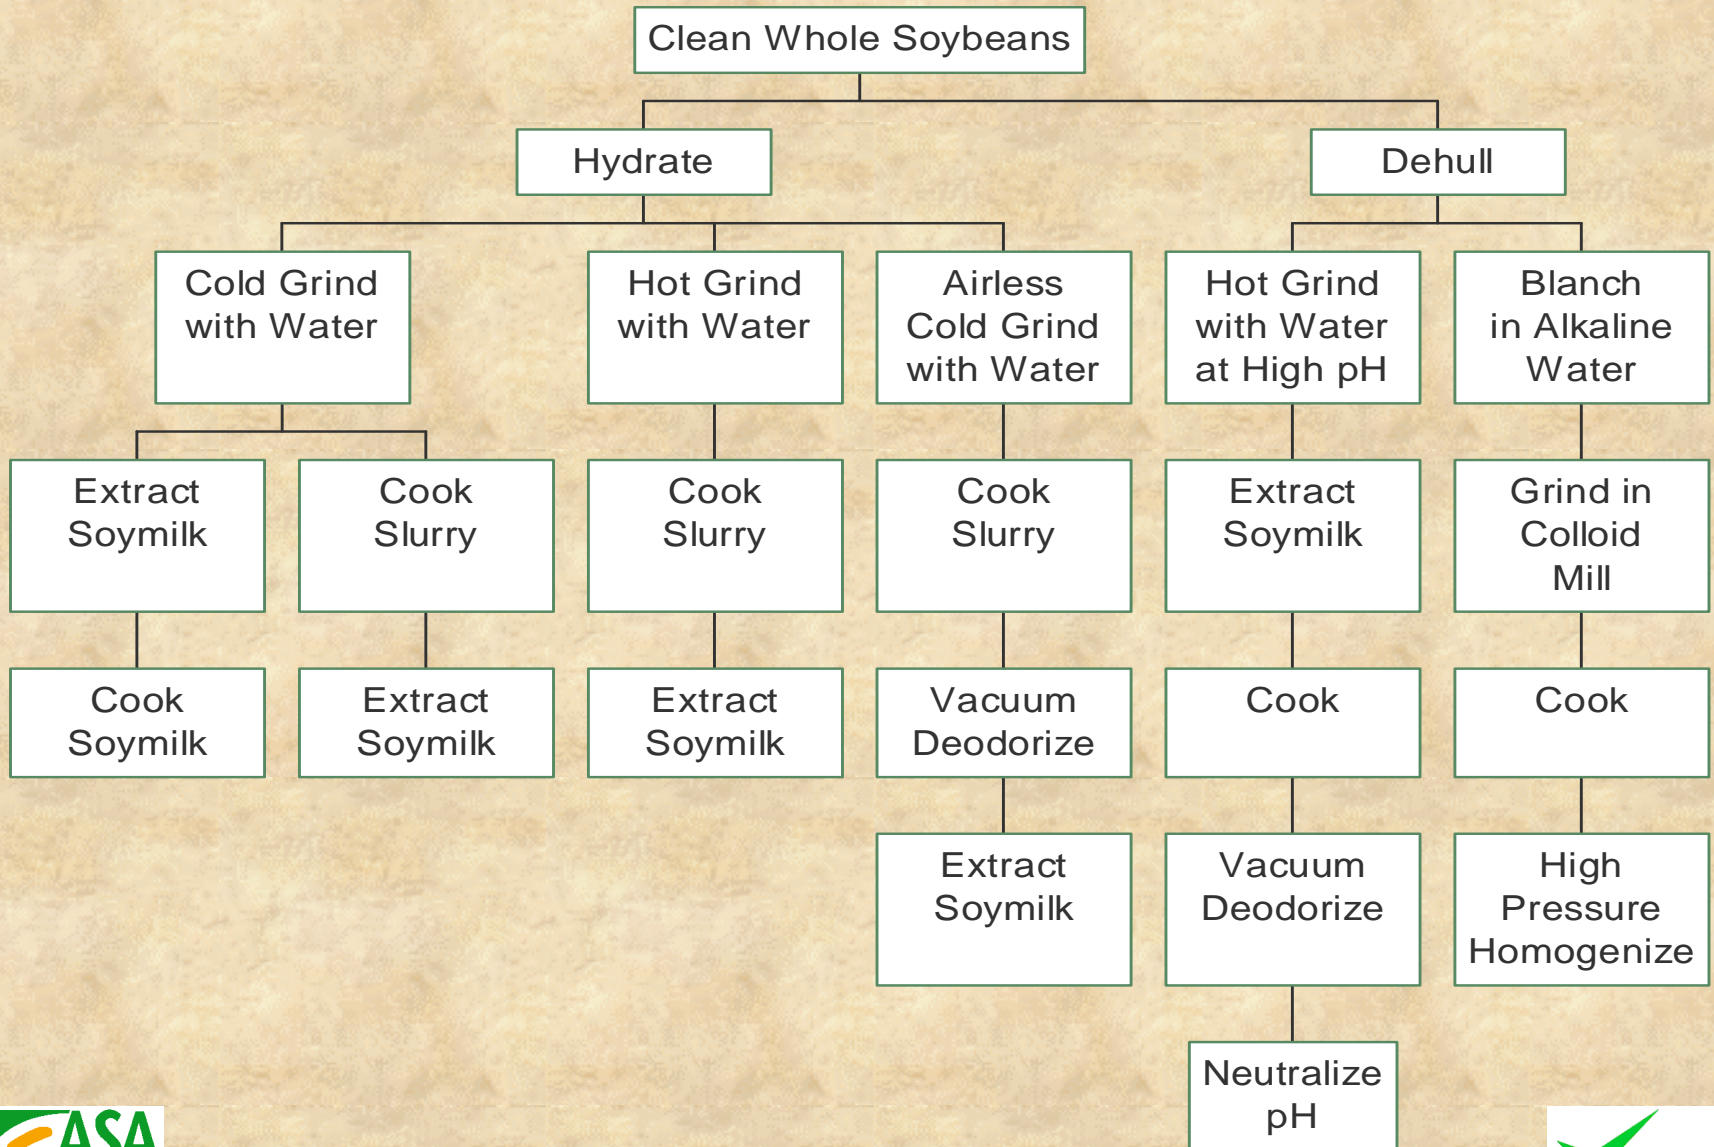 Clean Whole Soybeans
Hydrate
Dehull
Cold Grind
with Water
Hot Grind
with Water
Airless
Cold Grind
with Water
Hot Grind
with Water
at High pH
Blanch
in Alkaline
Water
Extract
Soymilk
Cook
Slurry
Cook
Slurry
Cook
Slurry
Extract
Soymilk
Grind in
Colloid
Mill
Cook
Soymilk
Extract
Soymilk
Extract
Soymilk
Vacuum
Deodorize
Cook
Cook
Extract
Soymilk
Vacuum
Deodorize
High
Pressure
Homogenize
Neutralize
pH
ASA